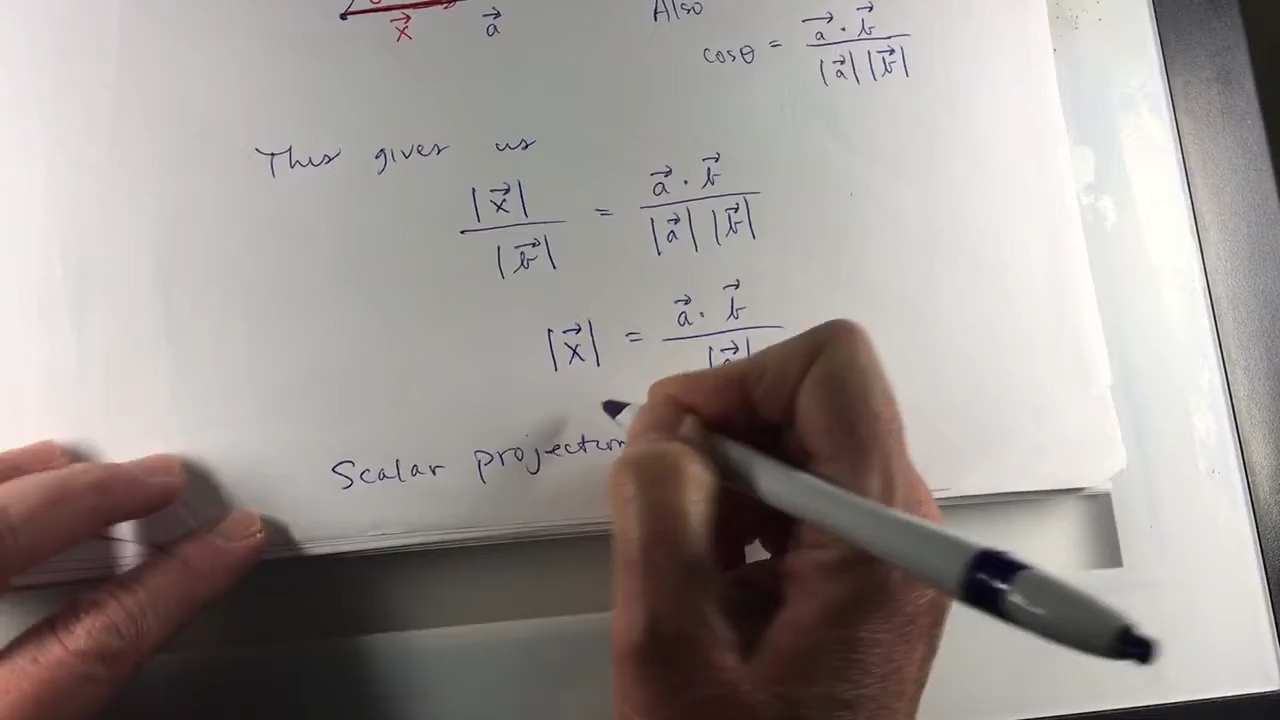 Also
x⃗ a⃗
cosθ = a⃗ · b⃗ / |a⃗| |b⃗|
This gives us
|x⃗| / |b⃗| = a⃗ · b⃗ / |a⃗| |b⃗|
|x⃗| = a⃗ · b⃗ / |a⃗|
Scalar projection